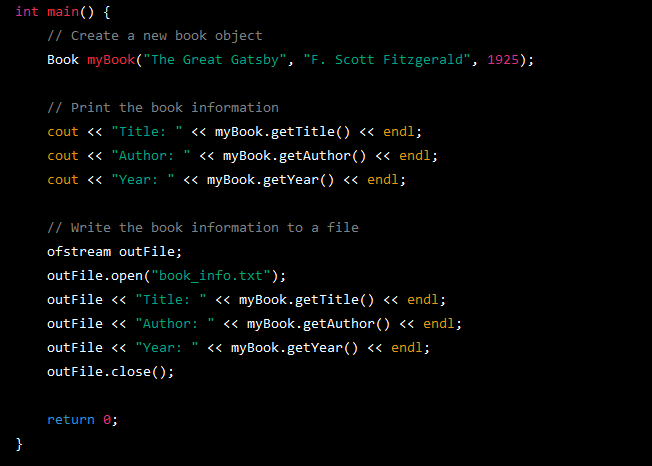 int main() {
    // Create a new book object
    Book myBook("The Great Gatsby", "F. Scott Fitzgerald", 1925);

    // Print the book information
    cout << "Title: " << myBook.getTitle() << endl;
    cout << "Author: " << myBook.getAuthor() << endl;
    cout << "Year: " << myBook.getYear() << endl;

    // Write the book information to a file
    ofstream outFile;
    outFile.open("book_info.txt");
    outFile << "Title: " << myBook.getTitle() << endl;
    outFile << "Author: " << myBook.getAuthor() << endl;
    outFile << "Year: " << myBook.getYear() << endl;
    outFile.close();

    return 0;
}